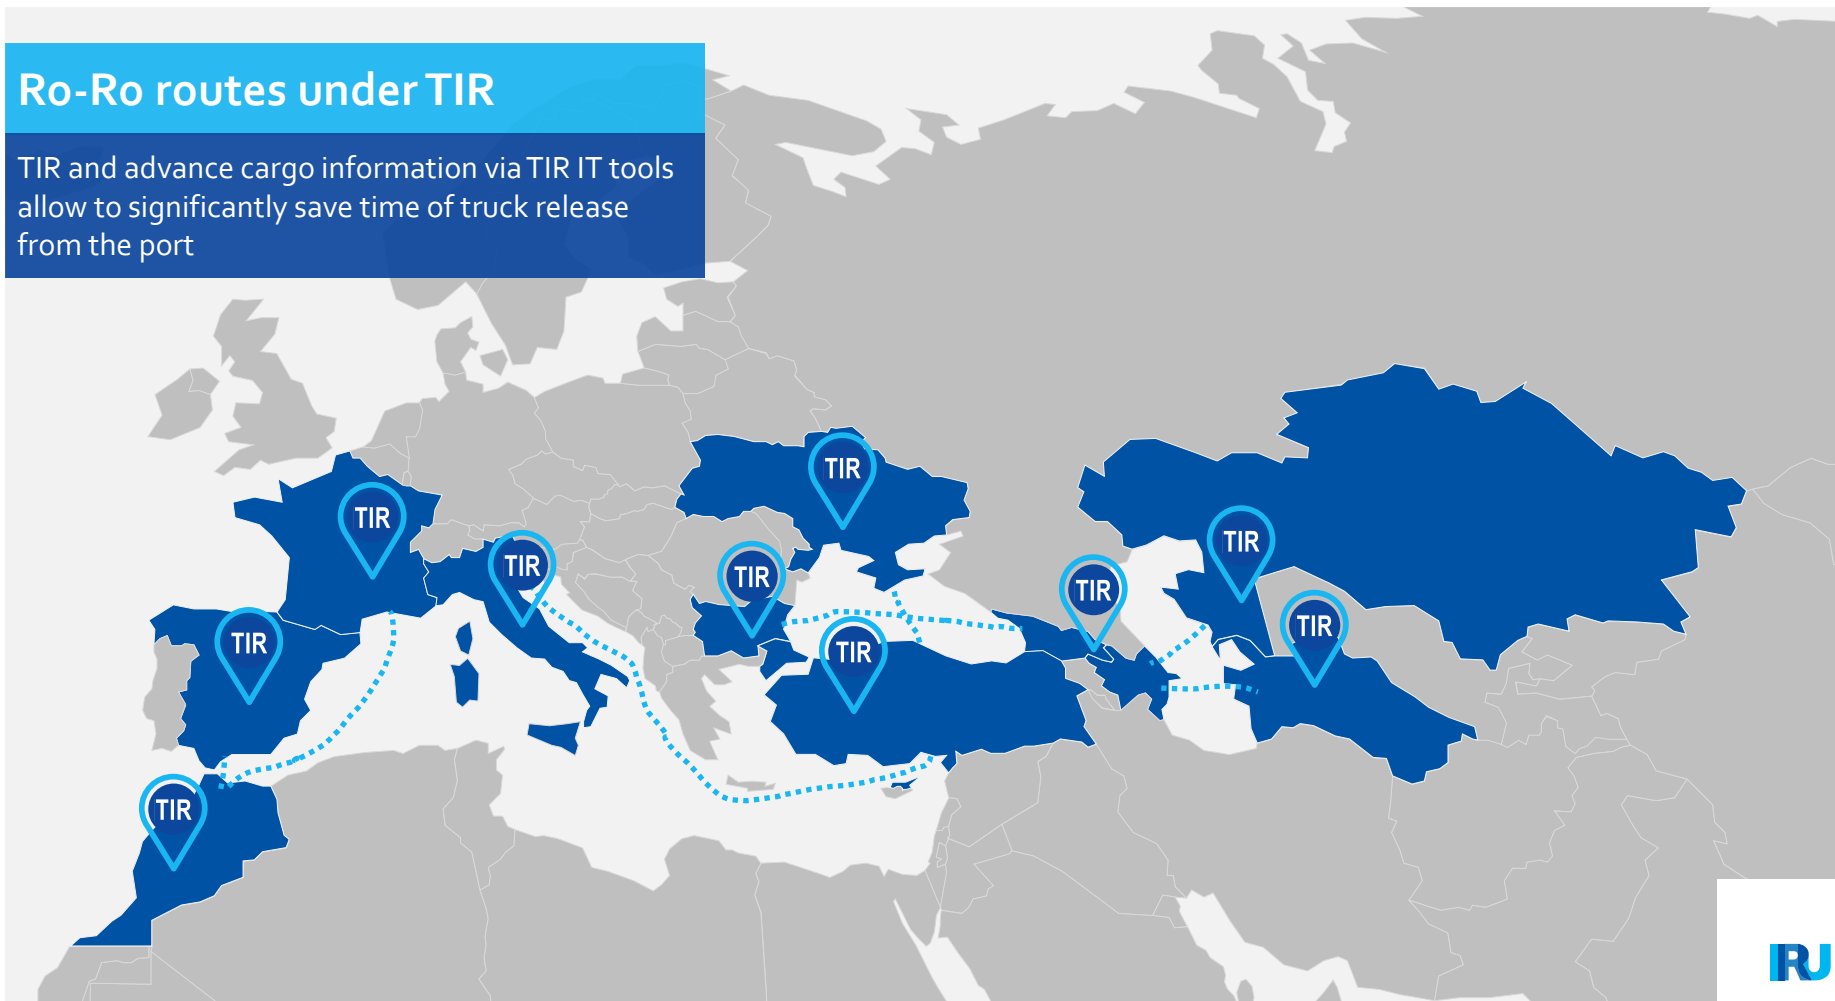 Ro-Ro routes under TIR
TIR and advance cargo information via TIR IT tools
allow to significantly save time of truck release
from the port
TIR
TIR
TIR
TIR
TIR
TIR
TIR
TIR
TIR
TIR
IRU